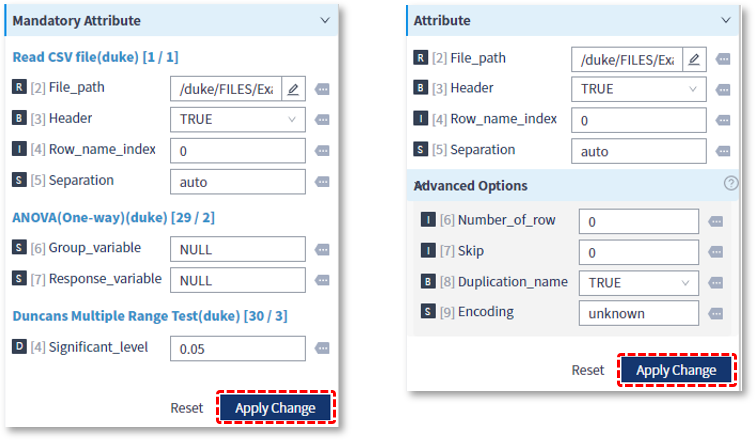 Mandatory Attribute
Read CSV file(duke) [1 / 1]
R [2] File_path /duke/FILES/Exa
B [3] Header TRUE
I [4] Row_name_index 0
S [5] Separation auto
ANOVA(One-way)(duke) [29 / 2]
S [6] Group_variable NULL
S [7] Response_variable NULL
Duncans Multiple Range Test(duke) [30 / 3]
D [4] Significant_level 0.05
Reset Apply Change
Attribute
R [2] File_path /duke/FILES/Exa
B [3] Header TRUE
I [4] Row_name_index 0
S [5] Separation auto
Advanced Options ?
I [6] Number_of_row 0
I [7] Skip 0
B [8] Duplication_name TRUE
S [9] Encoding unknown
Reset Apply Change